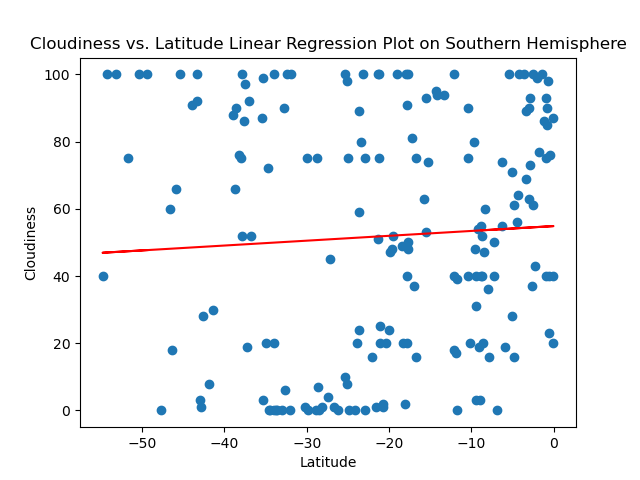 Cloudiness vs. Latitude Linear Regression Plot on Southern Hemisphere
100
80
60
40
20
0
Cloudiness
−50 −40 −30 −20 −10 0
Latitude